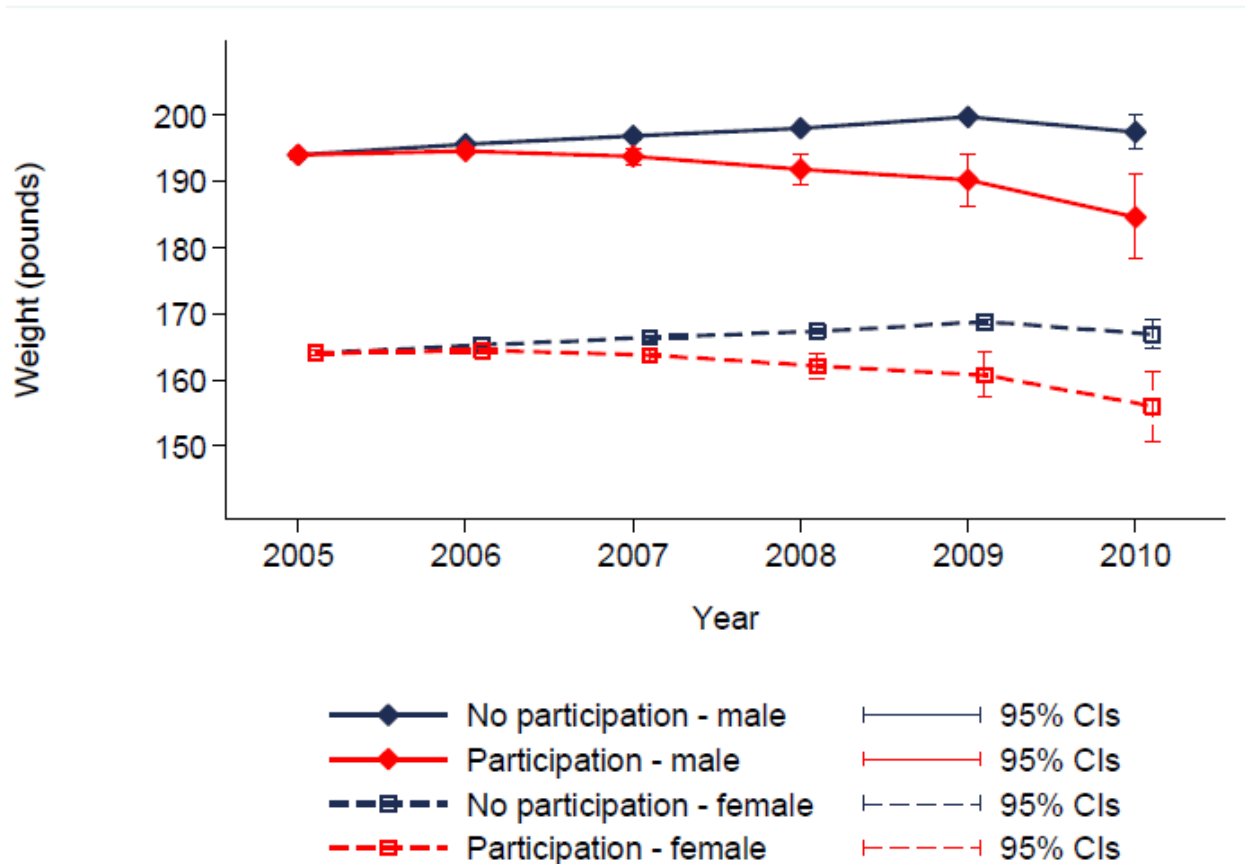 Weight (pounds)
200
190
180
170
160
150
2005 2006 2007 2008 2009 2010
Year
No participation - male 95% CIs
Participation - male 95% CIs
No participation - female 95% CIs
Participation - female 95% CIs